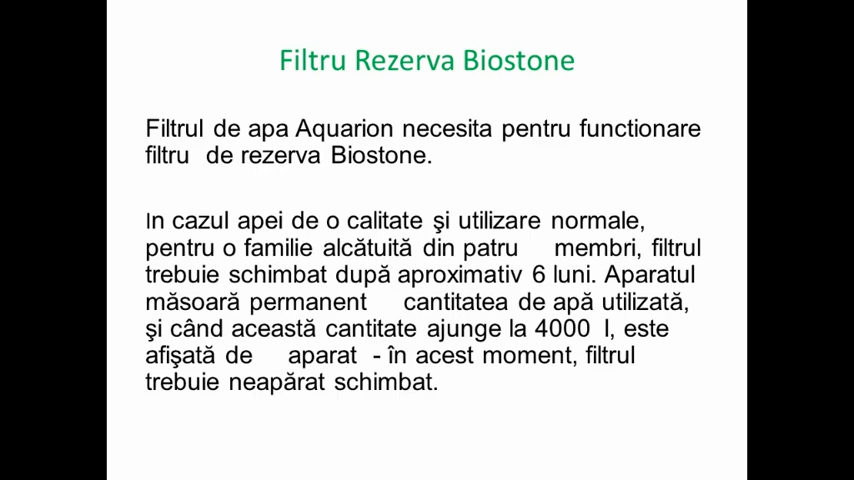 Filtru Rezerva Biostone
Filtrul de apa Aquarion necesita pentru functionare
filtru de rezerva Biostone.
In cazul apei de o calitate şi utilizare normale,
pentru o familie alcătuită din patru membri, filtrul
trebuie schimbat după aproximativ 6 luni. Aparatul
măsoară permanent cantitatea de apă utilizată,
şi când această cantitate ajunge la 4000 l, este
afişată de aparat - în acest moment, filtrul
trebuie neapărat schimbat.